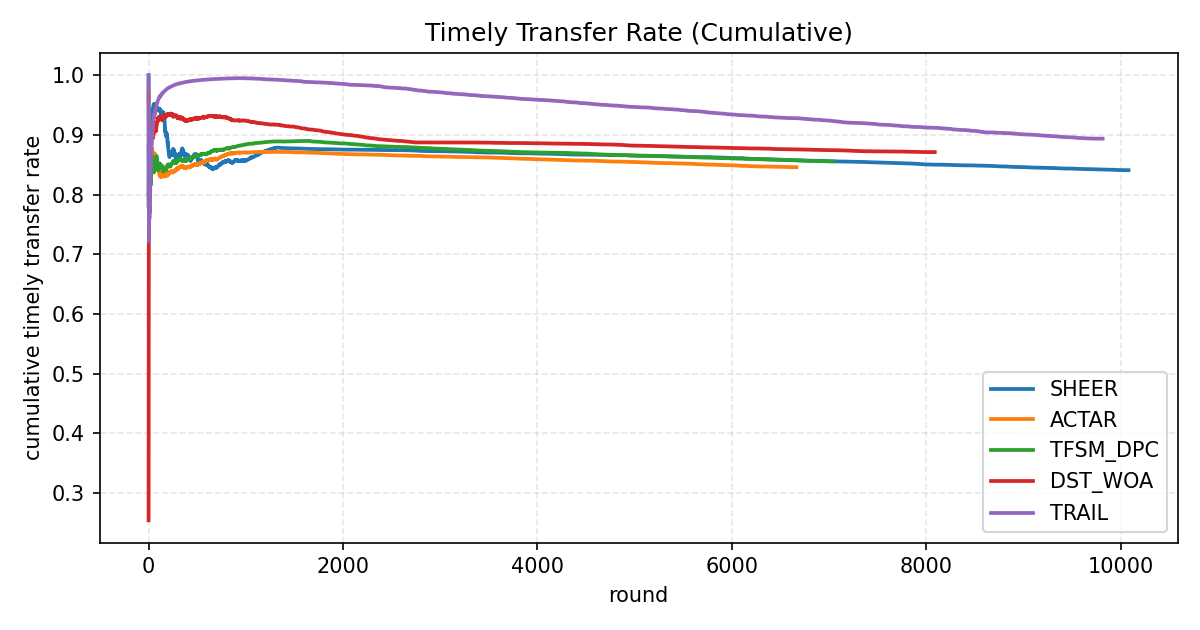 Timely Transfer Rate (Cumulative)
cumulative timely transfer rate
1.0
0.9
0.8
0.7
0.6
0.5
0.4
0.3
SHEER
ACTAR
TFSM_DPC
DST_WOA
TRAIL
0 2000 4000 6000 8000 10000
round